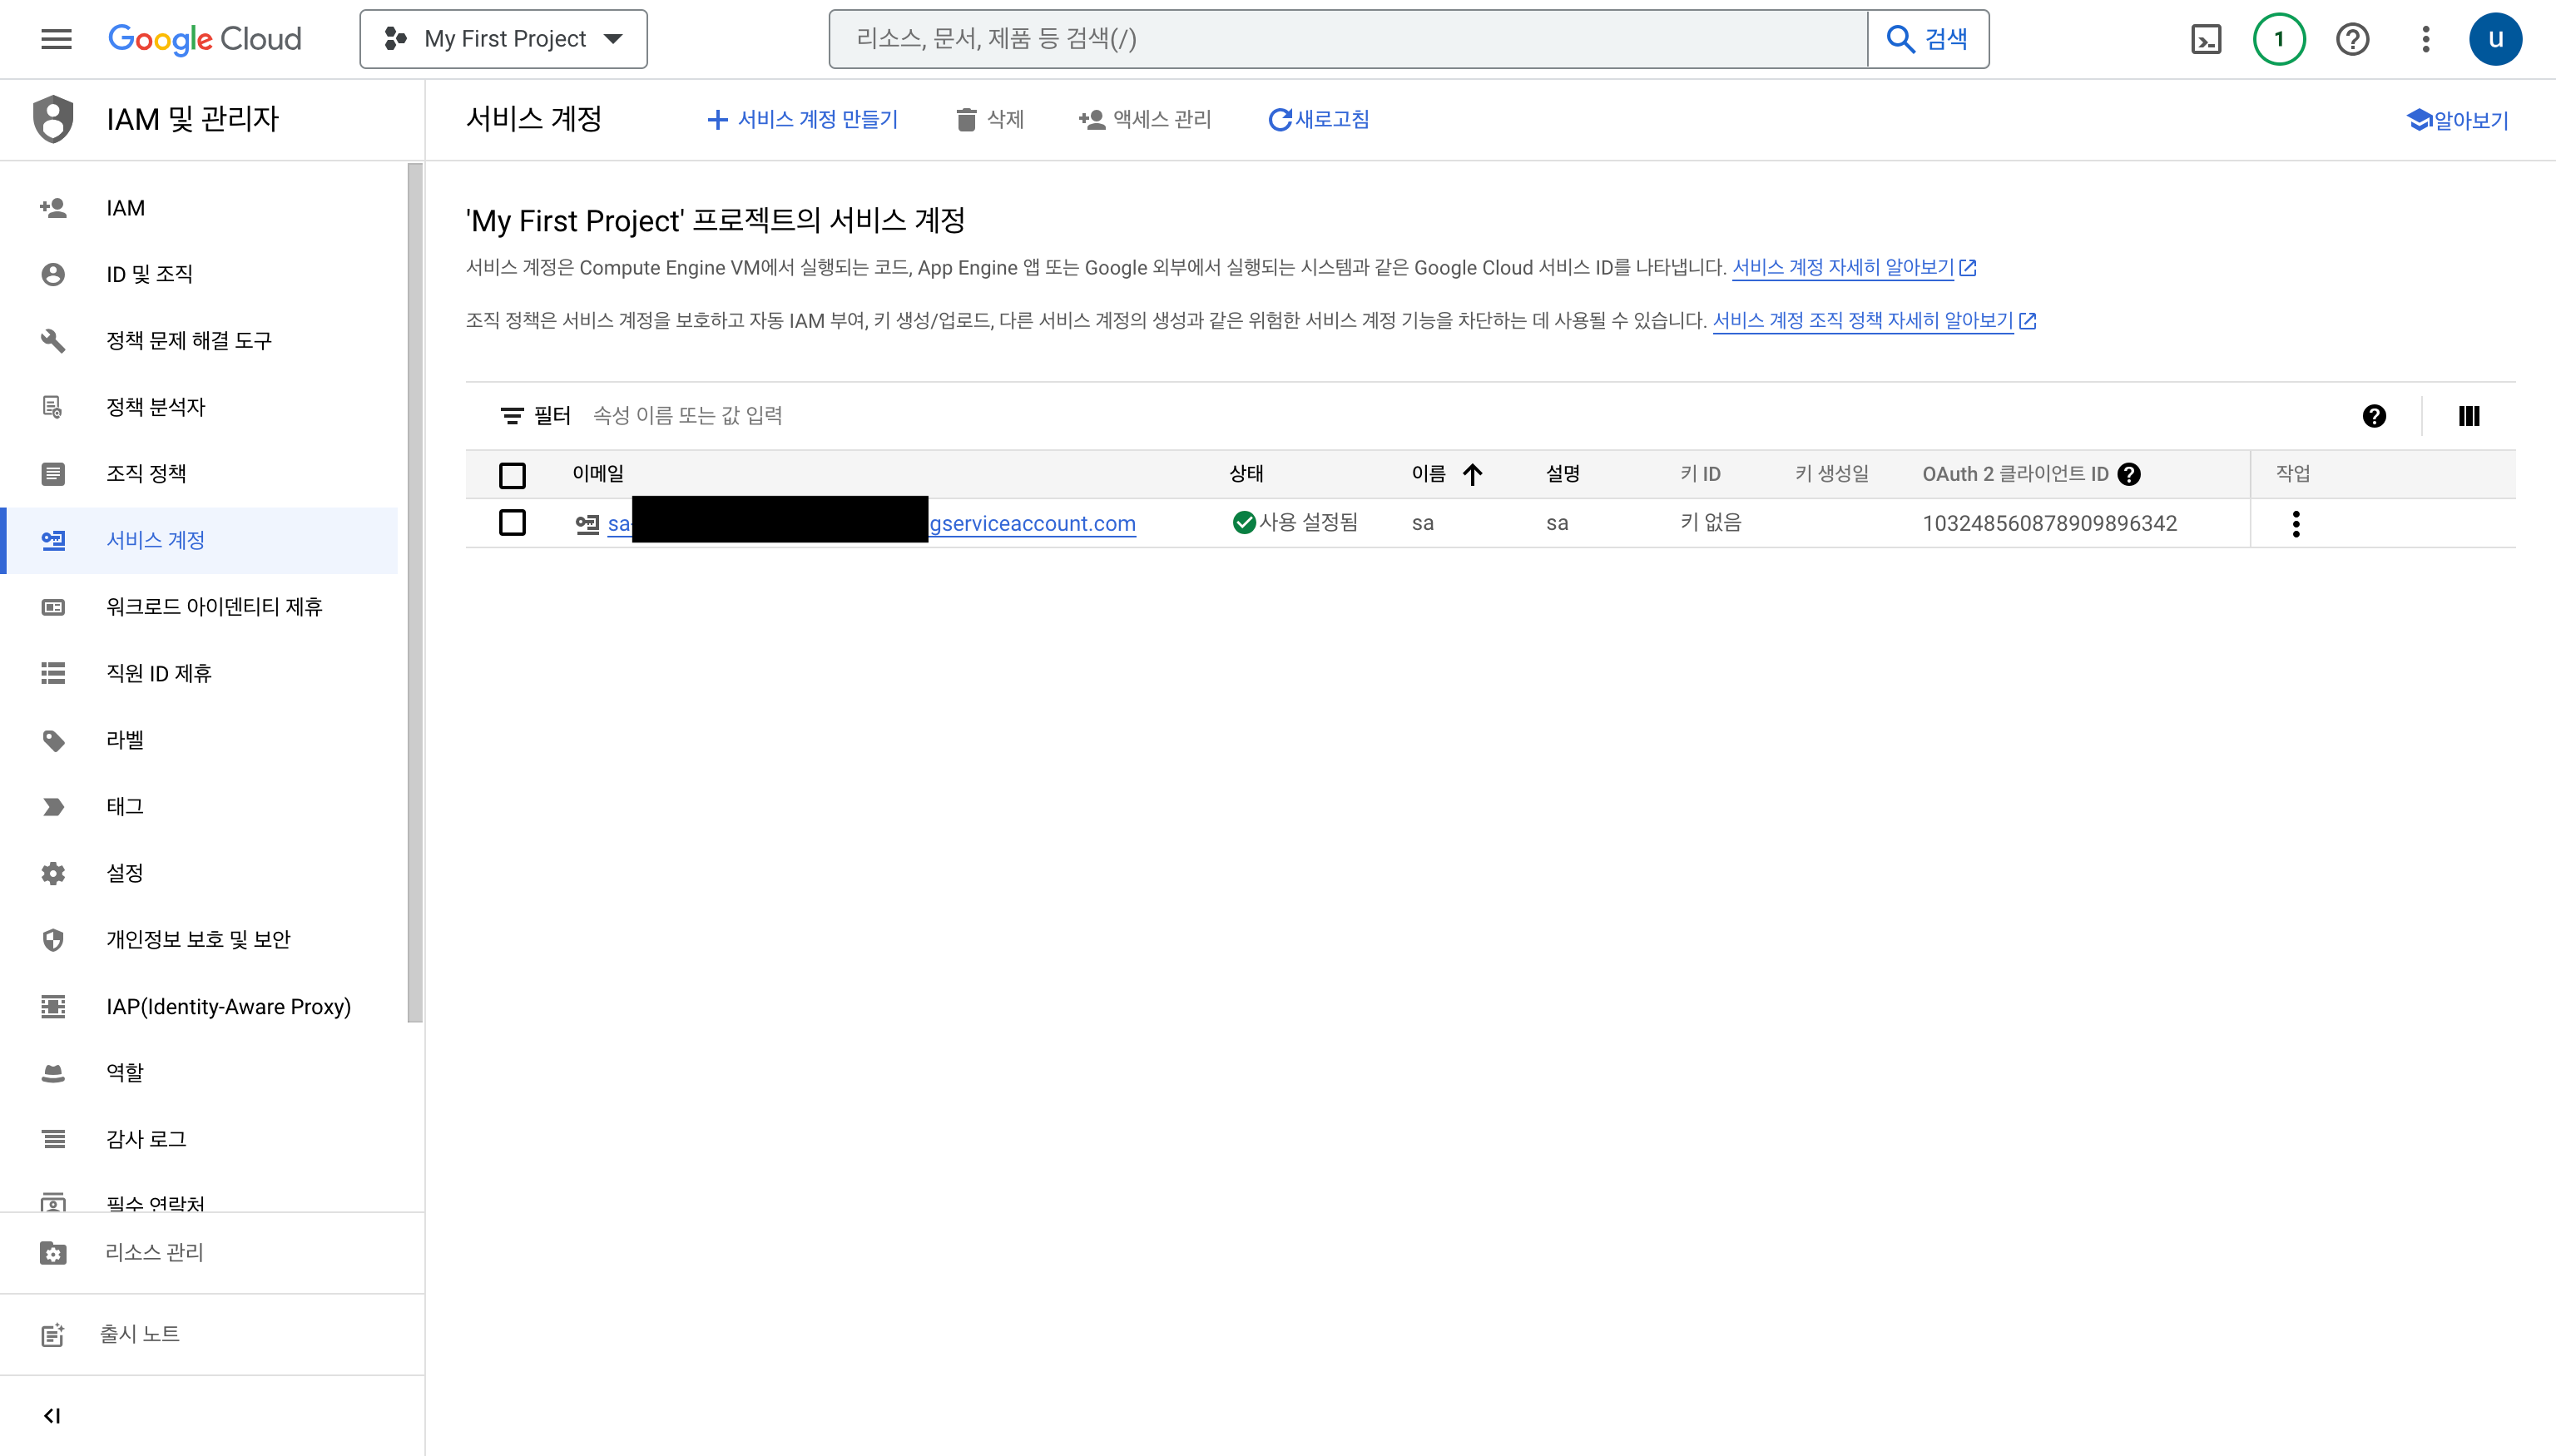 Google Cloud
My First Project
리소스, 문서, 제품 등 검색(/)
검색
1
u
IAM 및 관리자
서비스 계정
서비스 계정 만들기
삭제
액세스 관리
새로고침
알아보기
IAM
ID 및 조직
정책 문제 해결 도구
정책 분석자
조직 정책
서비스 계정
워크로드 아이덴티티 제휴
직원 ID 제휴
라벨
태그
설정
개인정보 보호 및 보안
IAP(Identity-Aware Proxy)
역할
감사 로그
필수 연락처
리소스 관리
출시 노트
'My First Project' 프로젝트의 서비스 계정
서비스 계정은 Compute Engine VM에서 실행되는 코드, App Engine 앱 또는 Google 외부에서 실행되는 시스템과 같은 Google Cloud 서비스 ID를 나타냅니다. 서비스 계정 자세히 알아보기
조직 정책은 서비스 계정을 보호하고 자동 IAM 부여, 키 생성/업로드, 다른 서비스 계정의 생성과 같은 위험한 서비스 계정 기능을 차단하는 데 사용될 수 있습니다. 서비스 계정 조직 정책 자세히 알아보기
필터 속성 이름 또는 값 입력
이메일 상태 이름 설명 키 ID 키 생성일 OAuth 2 클라이언트 ID 작업
sa- gserviceaccount.com 사용 설정됨 sa sa 키 없음 103248560878909896342